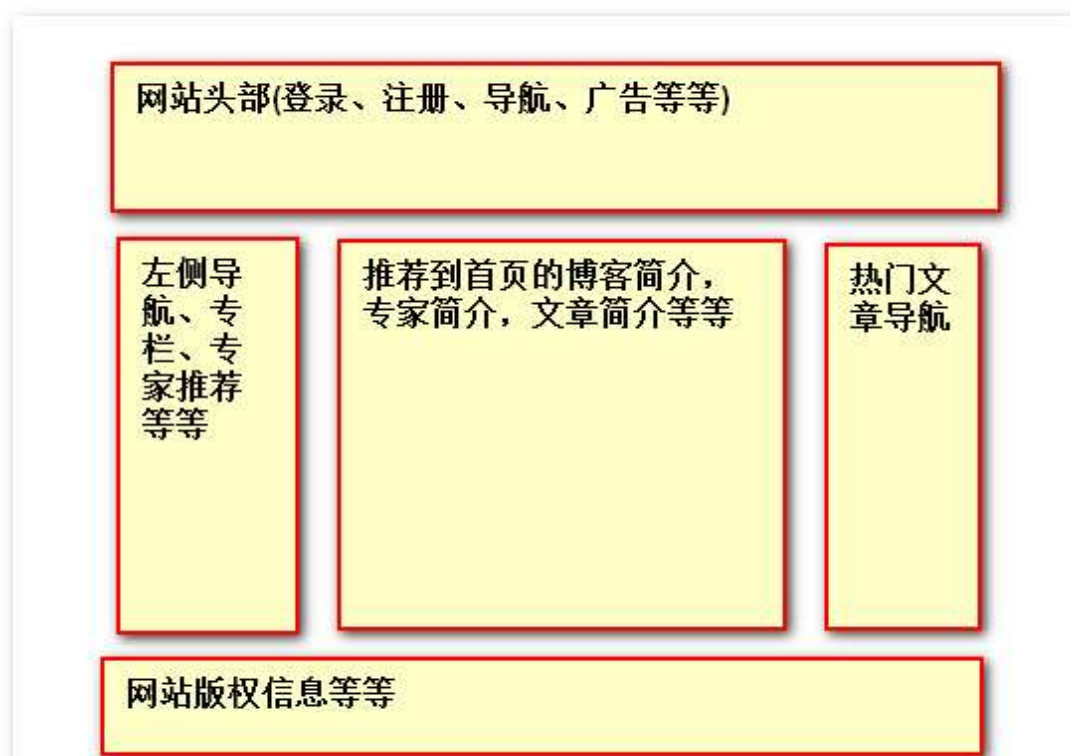 网站头部(登录、注册、导航、广告等等)
左侧导
航、专
栏、专
家推荐
等等
推荐到首页的博客简介，
专家简介，文章简介等等
热门文
章导航
网站版权信息等等